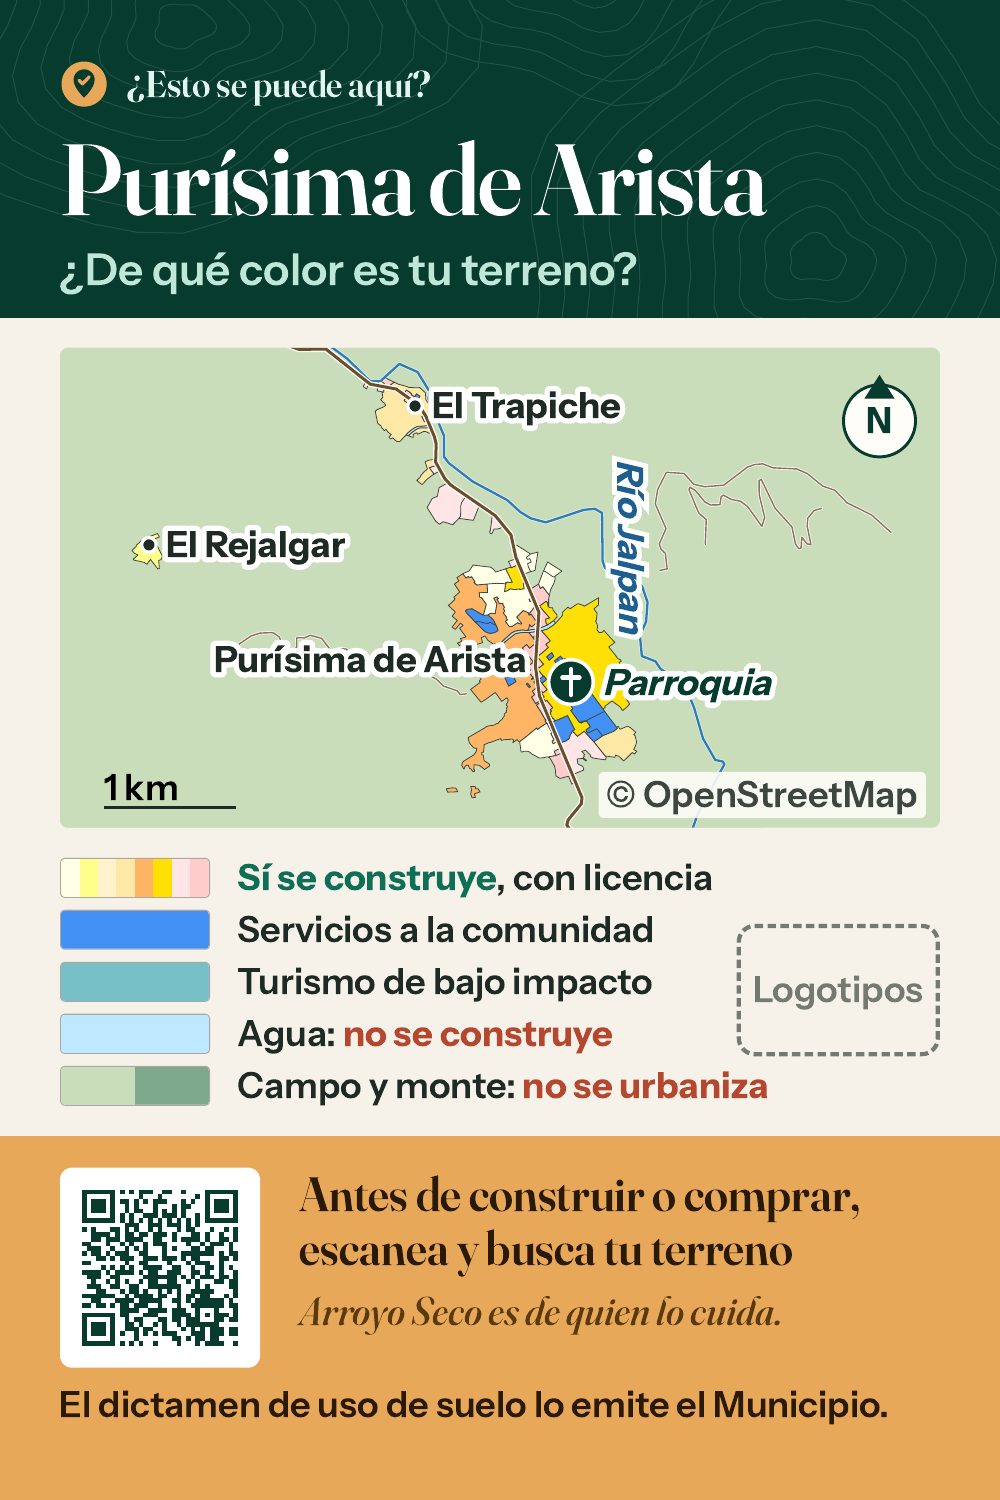 ¿Esto se puede aquí?
Purísima de Arista
¿De qué color es tu terreno?
El Trapiche
N
Río Jalpan
El Rejalgar
Purísima de Arista
Parroquia
1 km
© OpenStreetMap
Sí se construye, con licencia
Servicios a la comunidad
Turismo de bajo impacto
Agua: no se construye
Campo y monte: no se urbaniza
Logotipos
Antes de construir o comprar,
escanea y busca tu terreno
Arroyo Seco es de quien lo cuida.
El dictamen de uso de suelo lo emite el Municipio.